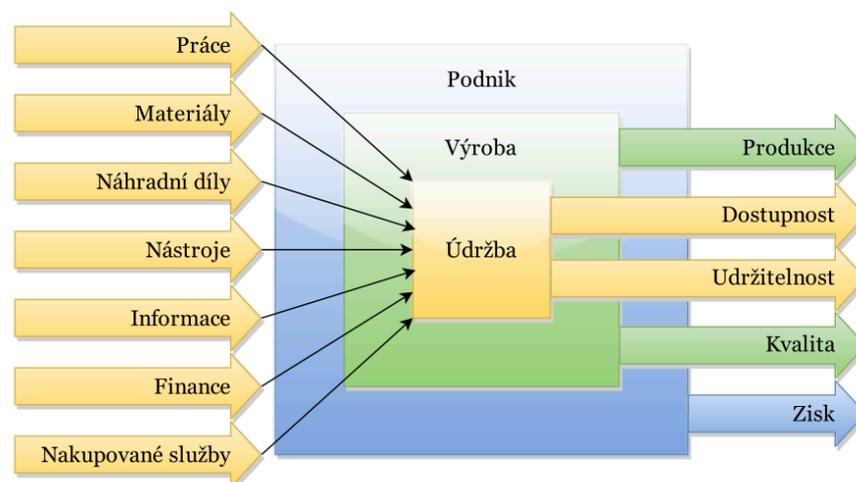 Práce
Materiály
Náhradní díly
Nástroje
Informace
Finance
Nakupované služby
Podnik
Výroba
Údržba
Produkce
Dostupnost
Udržitelnost
Kvalita
Zisk